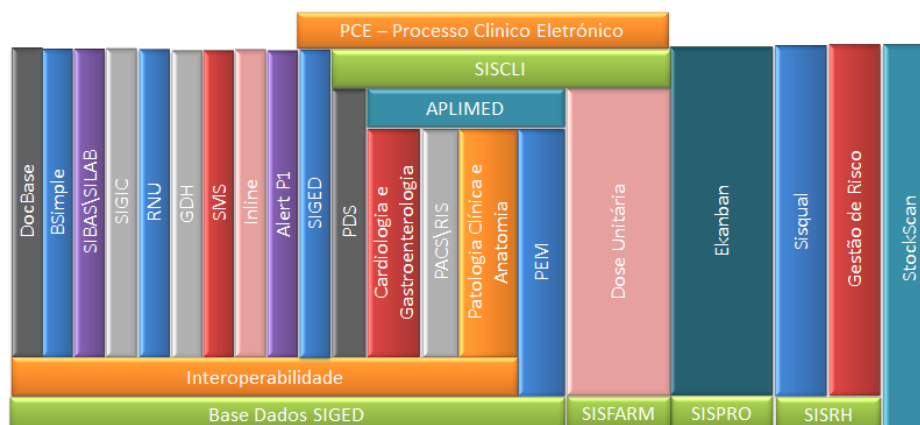 PCE – Processo Clinico Eletrónico
SISCLI
APLIMED
DocBase
BSimple
SIBAS\SILAB
SIGIC
RNU
GDH
SMS
Inline
Alert P1
SIGED
PDS
Cardiologia e
Gastroenterologia
PACS\RIS
Patologia Clínica e
Anatomia
PEM
Dose Unitária
Ekanban
Sisqual
Gestão de Risco
StockScan
Interoperabilidade
Base Dados SIGED
SISFARM
SISPRO
SISRH